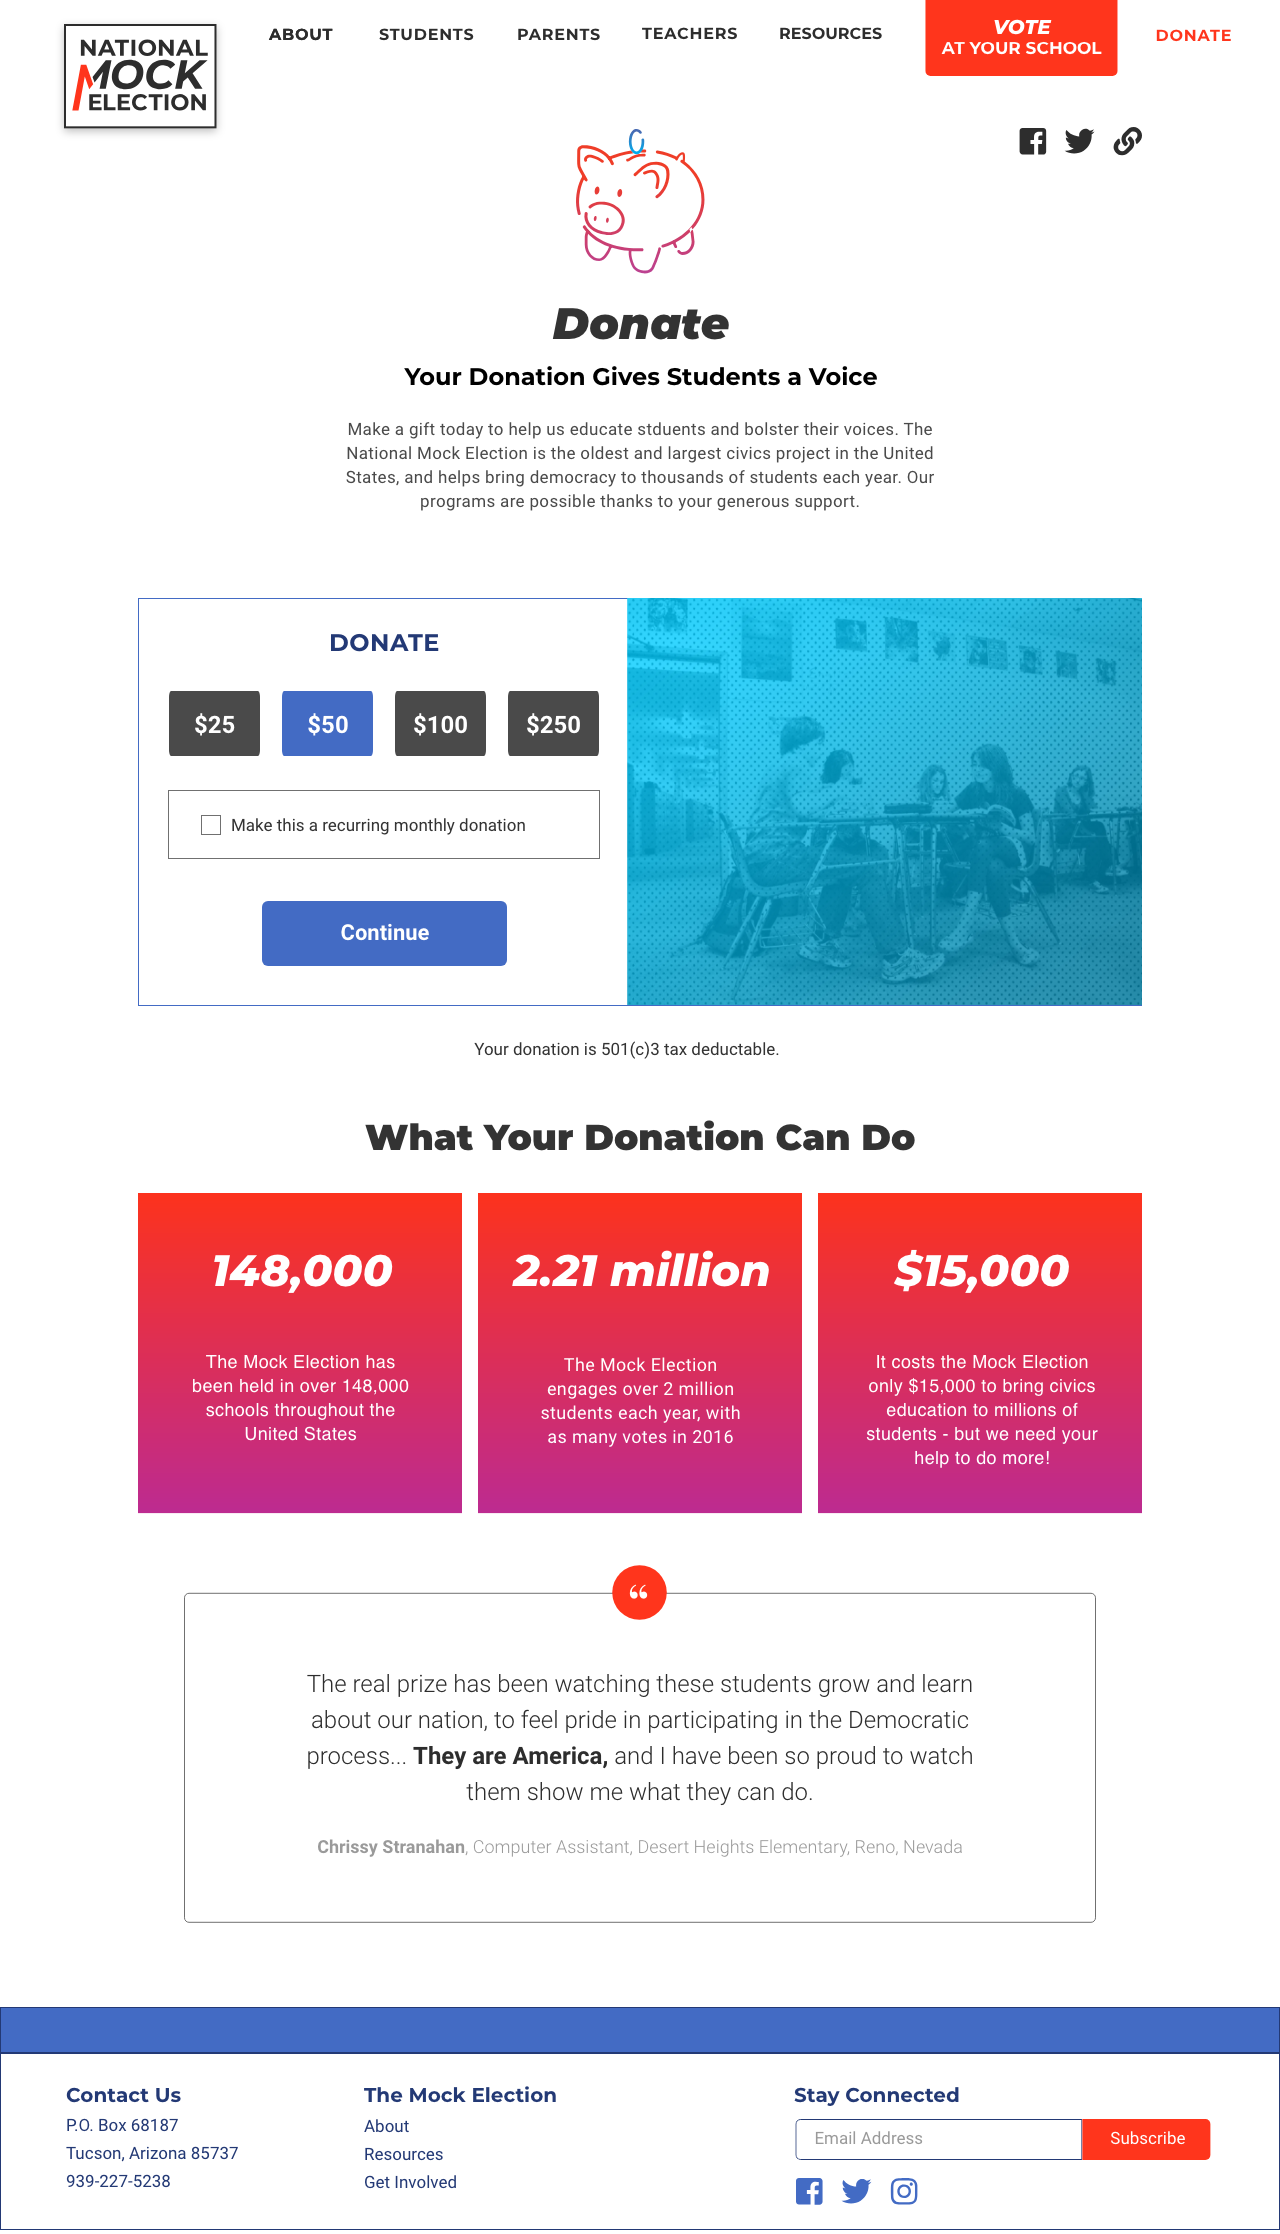 NATIONAL
MOCK
ELECTION
ABOUT
STUDENTS
PARENTS
TEACHERS
RESOURCES
VOTE
AT YOUR SCHOOL
DONATE
Donate
Your Donation Gives Students a Voice
Make a gift today to help us educate stduents and bolster their voices. The
National Mock Election is the oldest and largest civics project in the United
States, and helps bring democracy to thousands of students each year. Our
programs are possible thanks to your generous support.
DONATE
$25
$50
$100
$250
Make this a recurring monthly donation
Continue
Your donation is 501(c)3 tax deductable.
What Your Donation Can Do
148,000
The Mock Election has
been held in over 148,000
schools throughout the
United States
2.21 million
The Mock Election
engages over 2 million
students each year, with
as many votes in 2016
$15,000
It costs the Mock Election
only $15,000 to bring civics
education to millions of
students - but we need your
help to do more!
“
The real prize has been watching these students grow and learn
about our nation, to feel pride in participating in the Democratic
process... They are America, and I have been so proud to watch
them show me what they can do.
Chrissy Stranahan, Computer Assistant, Desert Heights Elementary, Reno, Nevada
Contact Us
P.O. Box 68187
Tucson, Arizona 85737
939-227-5238
The Mock Election
About
Resources
Get Involved
Stay Connected
Email Address
Subscribe